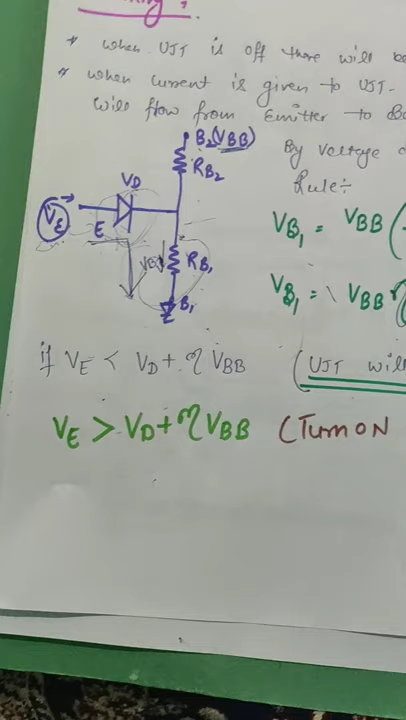 * when UJT is off there will be
* when current is given to UJT
will flow from Emitter to
B₂(VBB)
RB₂
By voltage
Rule:-
VD
VE
E
VB₁ = VBB (
RB₁
B₁
VB₁ = VBB η
if VE < VD + η VBB (UJT will
VE > VD + η VBB (Turn ON